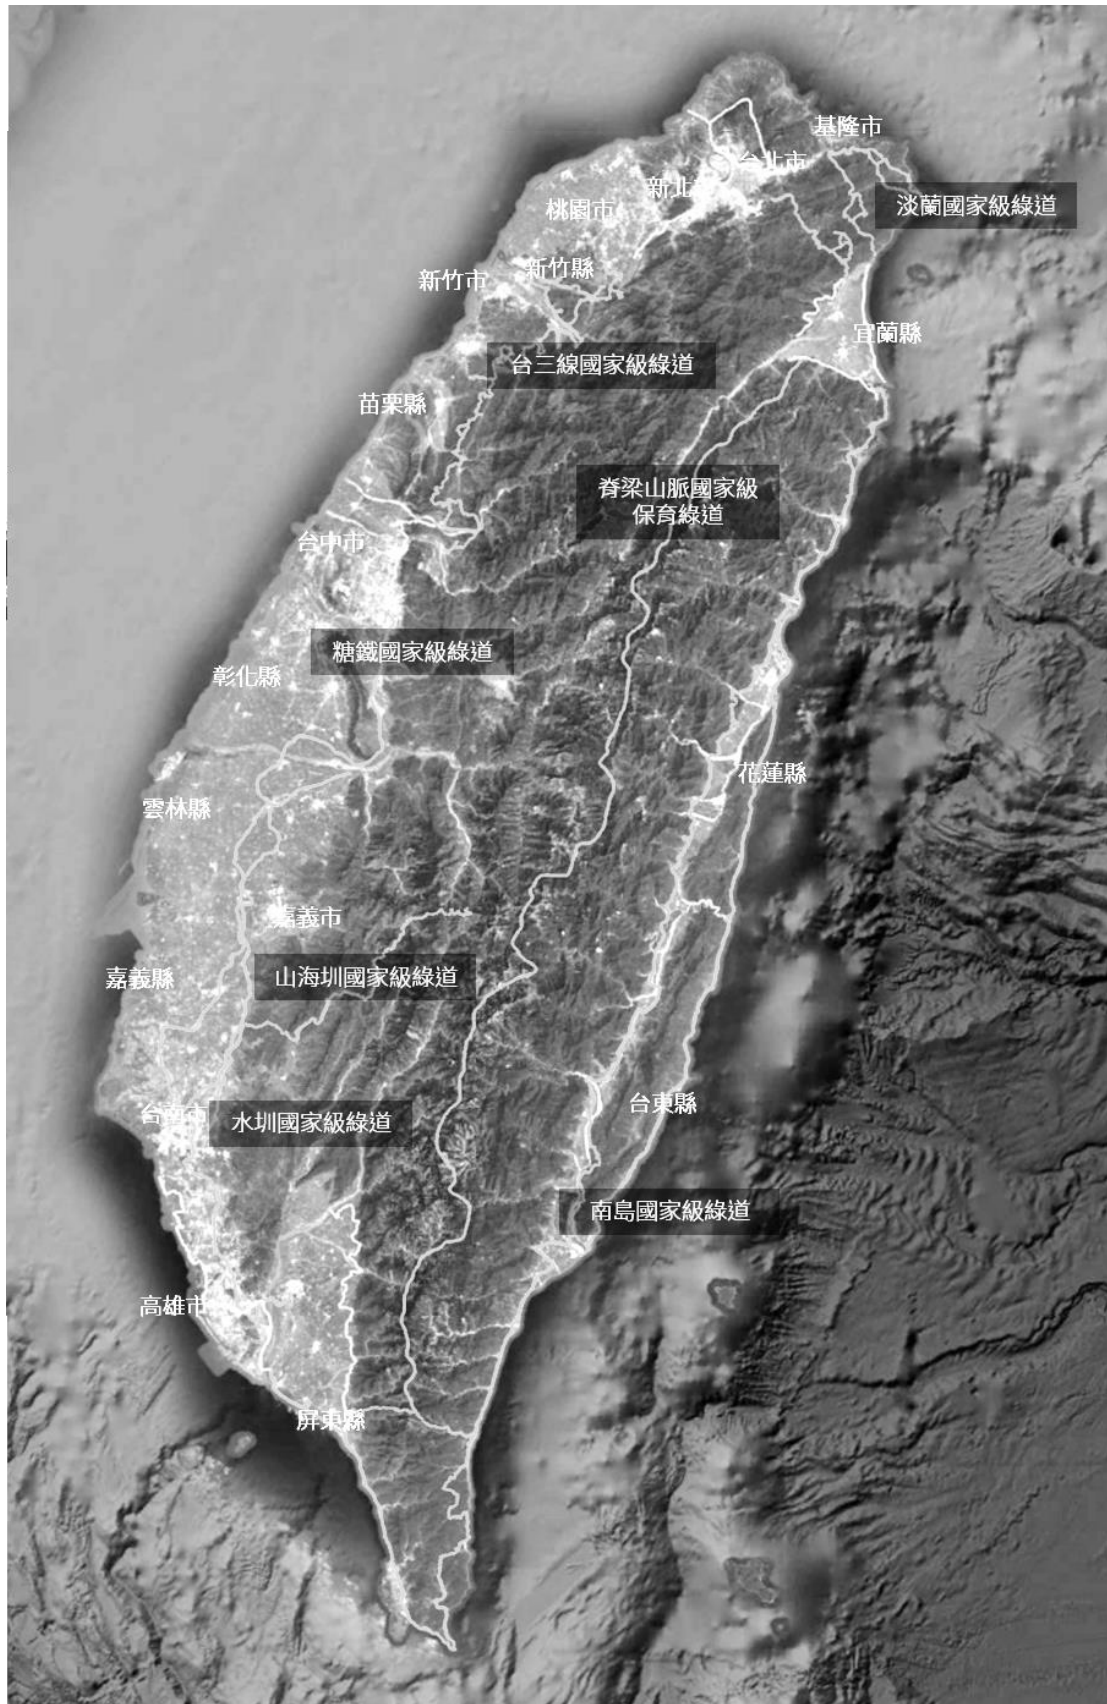 基隆市
台北市
新北市
淡蘭國家級綠道
桃園市
新竹縣
新竹市
宜蘭縣
台三線國家級綠道
苗栗縣
脊梁山脈國家級
保育綠道
台中市
糖鐵國家級綠道
彰化縣
花蓮縣
雲林縣
嘉義市
山海圳國家級綠道
嘉義縣
台東縣
台南市
水圳國家級綠道
南島國家級綠道
高雄市
屏東縣